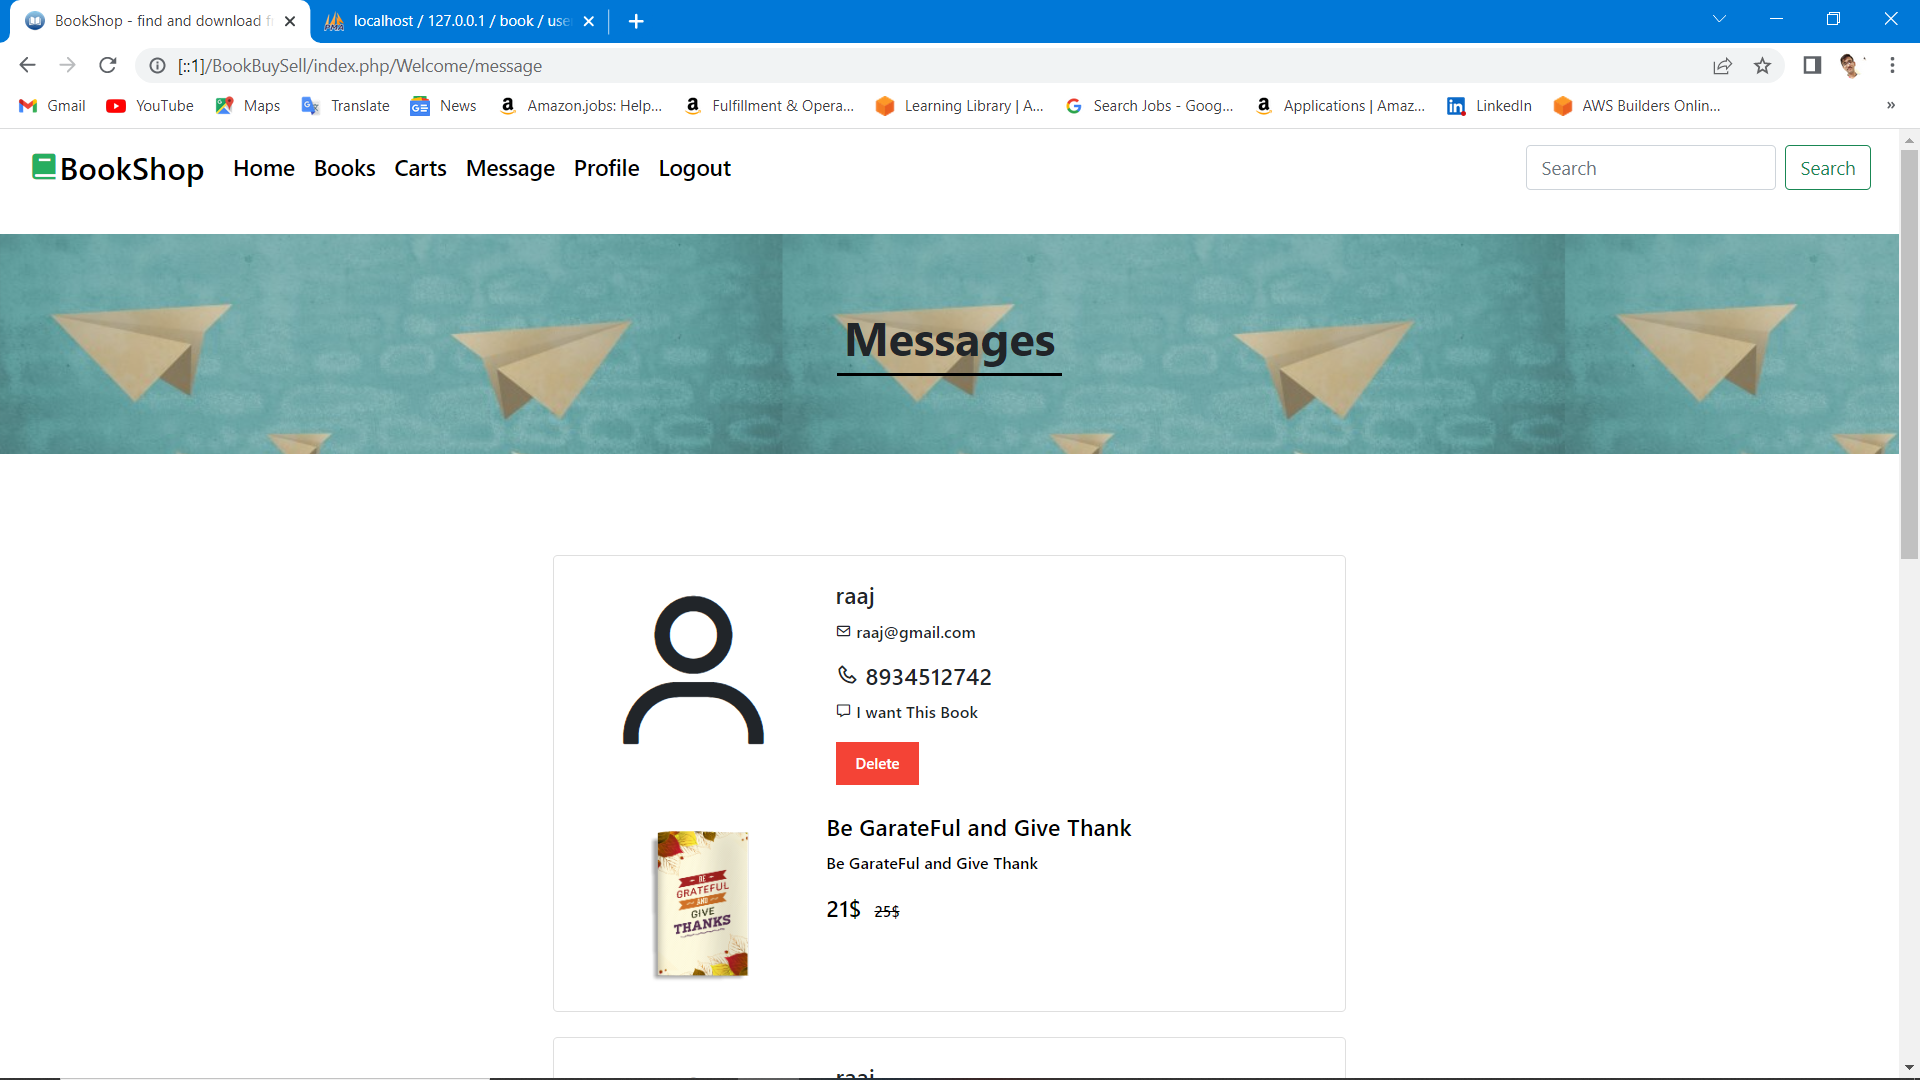 BookShop - find and download f
localhost / 127.0.0.1 / book / use
[::1]/BookBuySell/index.php/Welcome/message
Gmail YouTube Maps Translate News Amazon.jobs: Help... Fulfillment & Opera... Learning Library | A... Search Jobs - Goog... Applications | Amaz... LinkedIn AWS Builders Onlin... »
BookShop Home Books Carts Message Profile Logout Search Search
Messages
raaj
raaj@gmail.com
8934512742
I want This Book
Delete
Be GarateFul and Give Thank
Be GarateFul and Give Thank
21$ 25$
BE
GRATEFUL
AND
GIVE
THANKS
raaj